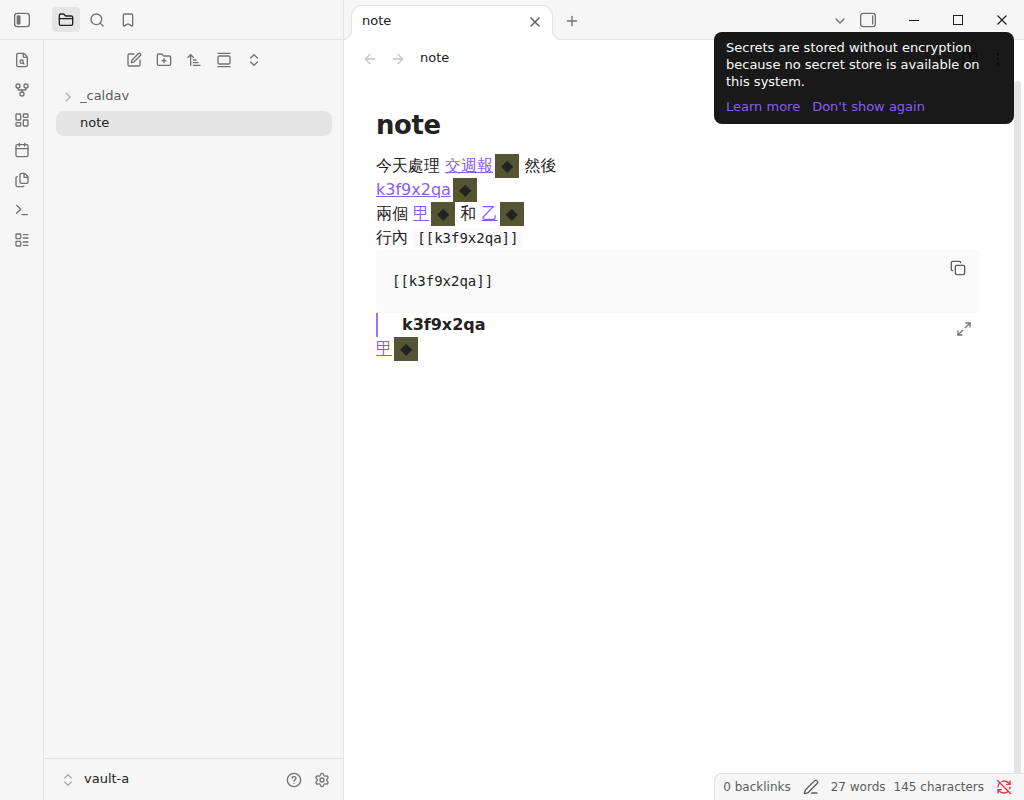 note
note
Secrets are stored without encryption
because no secret store is available on
this system.
Learn more Don't show again
_caldav
note
note
今天處理 交週報 ◆ 然後
k3f9x2qa ◆
兩個 里 ◆ 和 乙 ◆
行內 [[k3f9x2qa]]
[[k3f9x2qa]]
k3f9x2qa
里 ◆
vault-a
0 backlinks 27 words 145 characters